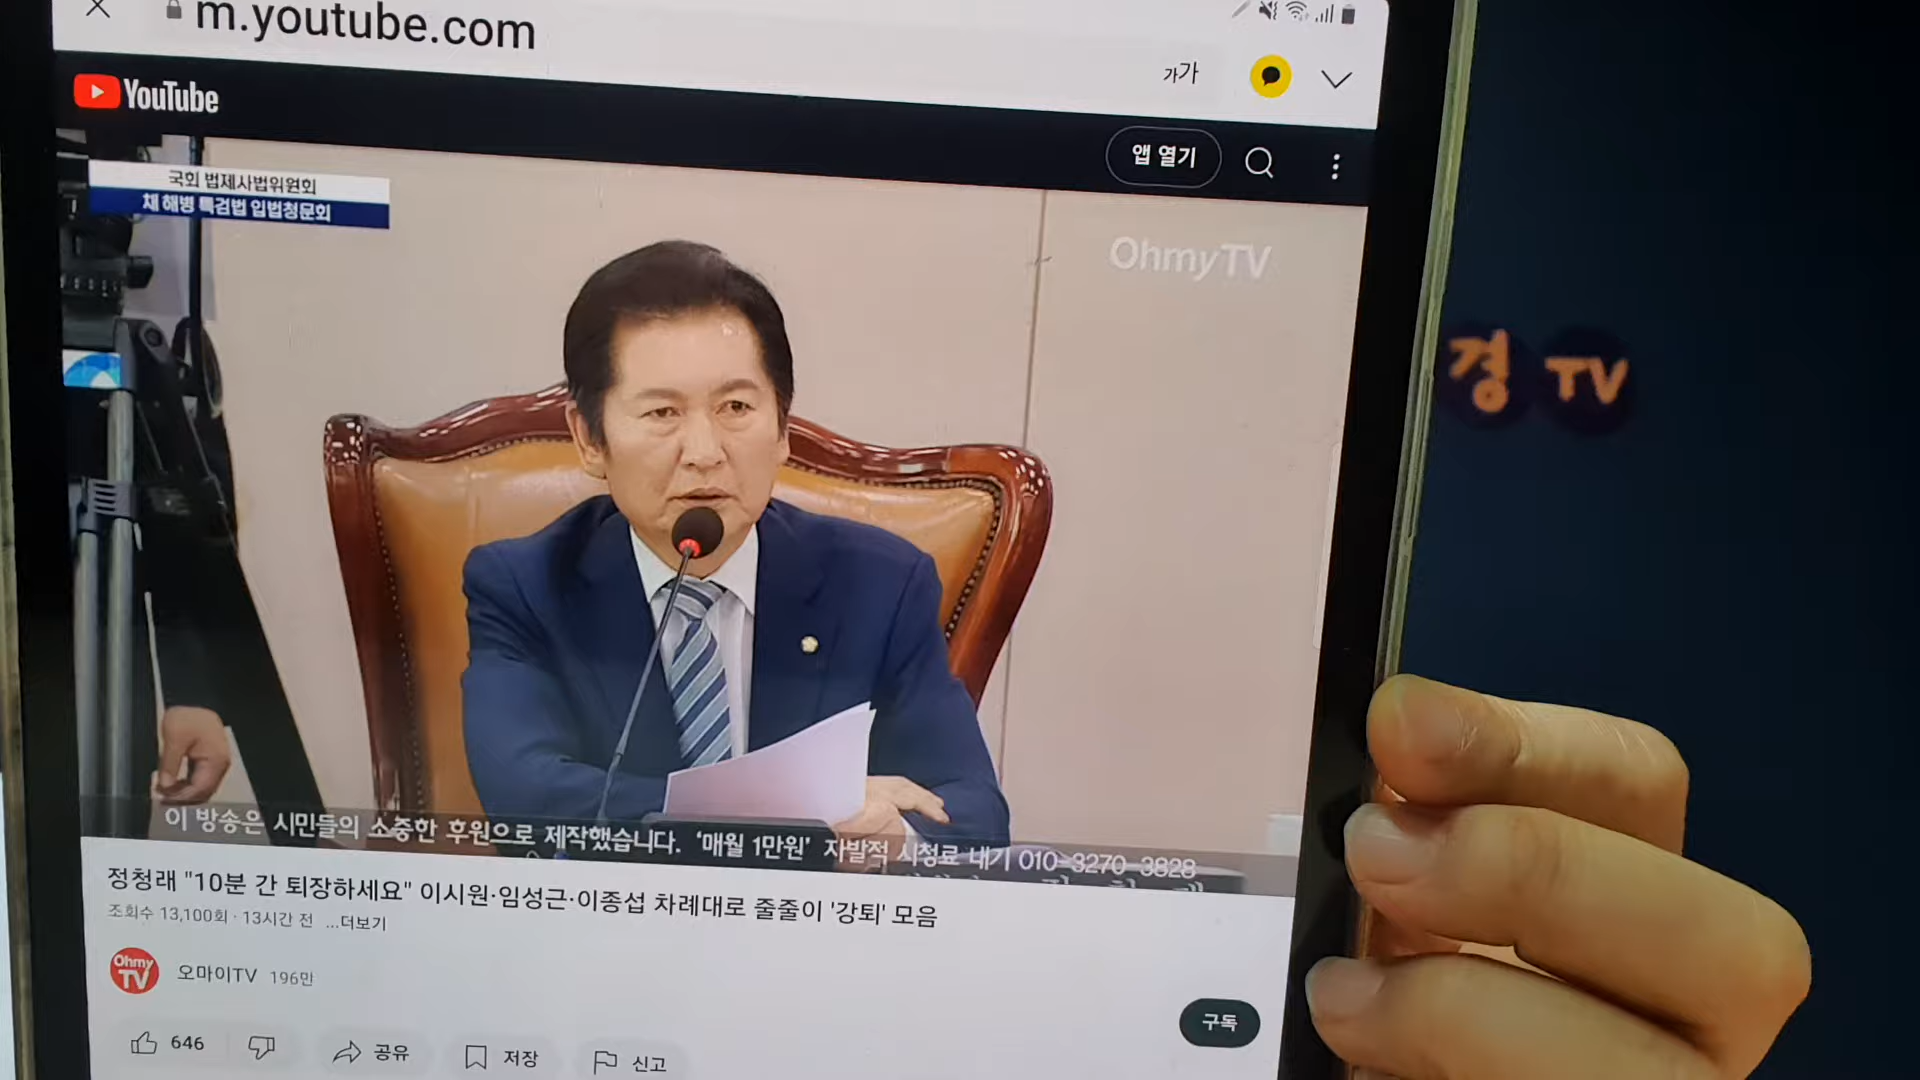 m.youtube.com
가가
YouTube
앱 열기
국회 법제사법위원회
채 해병 특검법 입법청문회
OhmyTV
경 TV
이 방송은 시민들의 소중한 후원으로 제작했습니다. ‘매월 1만원’ 자발적 시청료 내기 010-3270-3828
정청래 "10분 간 퇴장하세요" 이시원·임성근·이종섭 차례대로 줄줄이 '강퇴' 모음
조회수 13,100회 · 13시간 전 ...더보기
Ohmy TV
오마이TV 196만
구독
646
공유
저장
신고